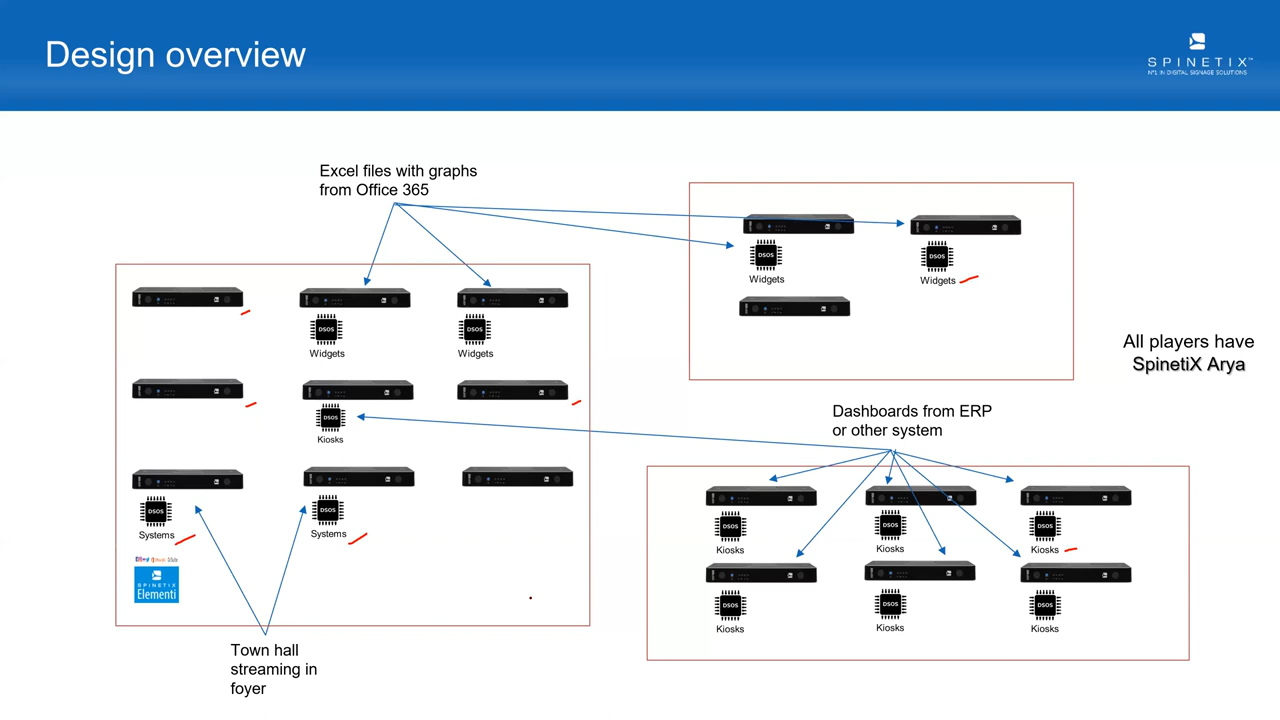 Design overview
SPINETIX™
N°1 IN DIGITAL SIGNAGE SOLUTIONS
Excel files with graphs
from Office 365
DSOS
Widgets
DSOS
Widgets
DSOS
Widgets
DSOS
Widgets
All players have
SpinetiX Arya
DSOS
Kiosks
Dashboards from ERP
or other system
DSOS
Systems
DSOS
Systems
SPINETIX
Elementi
DSOS
Kiosks
DSOS
Kiosks
DSOS
Kiosks
DSOS
Kiosks
DSOS
Kiosks
DSOS
Kiosks
Town hall
streaming in
foyer